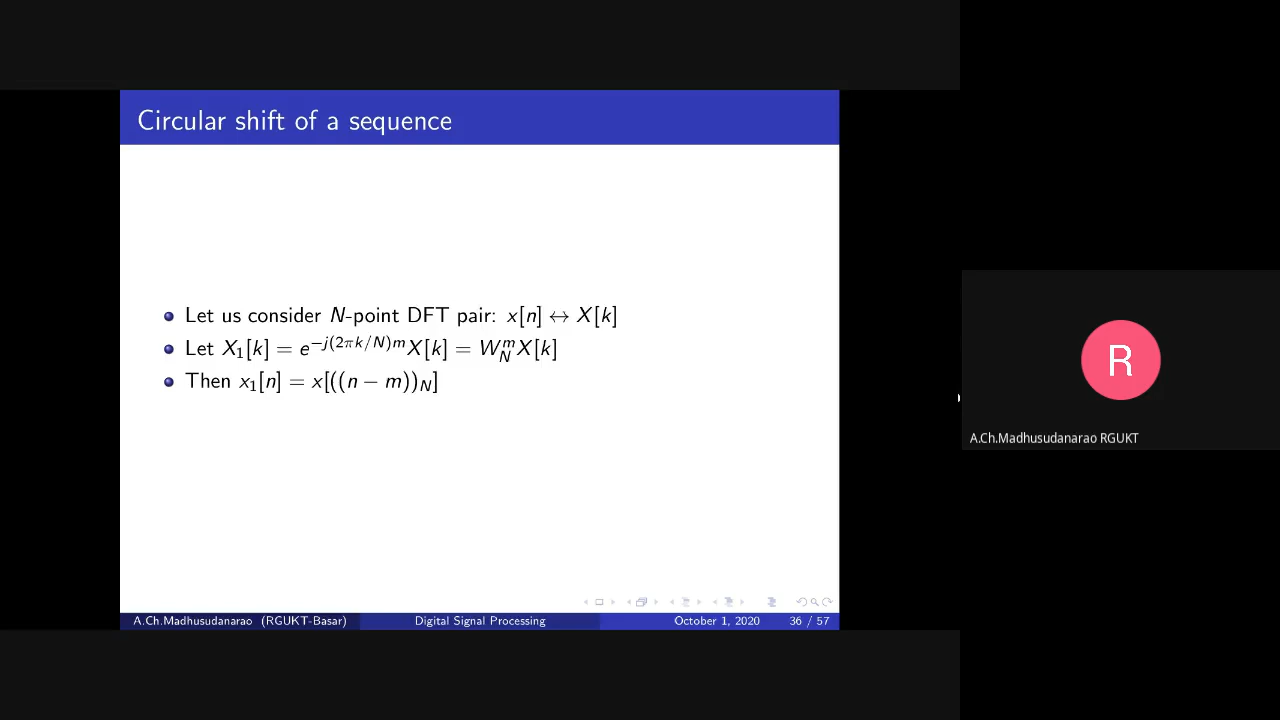 Circular shift of a sequence
Let us consider N-point DFT pair: x[n] ↔ X[k]
Let X₁[k] = e^{−j(2πk/N)m}X[k] = W_N^m X[k]
Then x₁[n] = x[((n − m))_N]
A.Ch.Madhusudanarao (RGUKT-Basar) Digital Signal Processing October 1, 2020 36 / 57
R
A.Ch.Madhusudanarao RGUKT